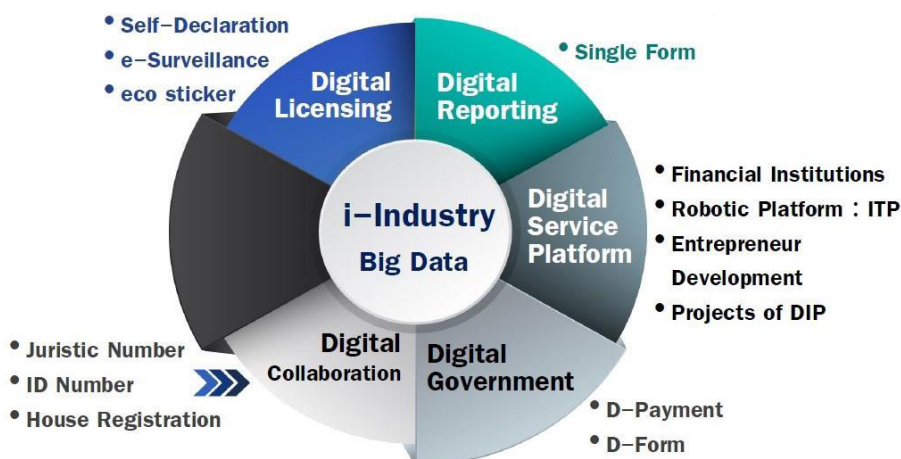 • Self-Declaration
• e-Surveillance
• eco sticker
Digital
Licensing
Digital
Reporting
• Single Form
Digital
Service
Platform
• Financial Institutions
• Robotic Platform : ITP
• Entrepreneur
Development
• Projects of DIP
i-Industry
Big Data
• Juristic Number
• ID Number
• House Registration
Digital
Collaboration
Digital
Government
• D-Payment
• D-Form